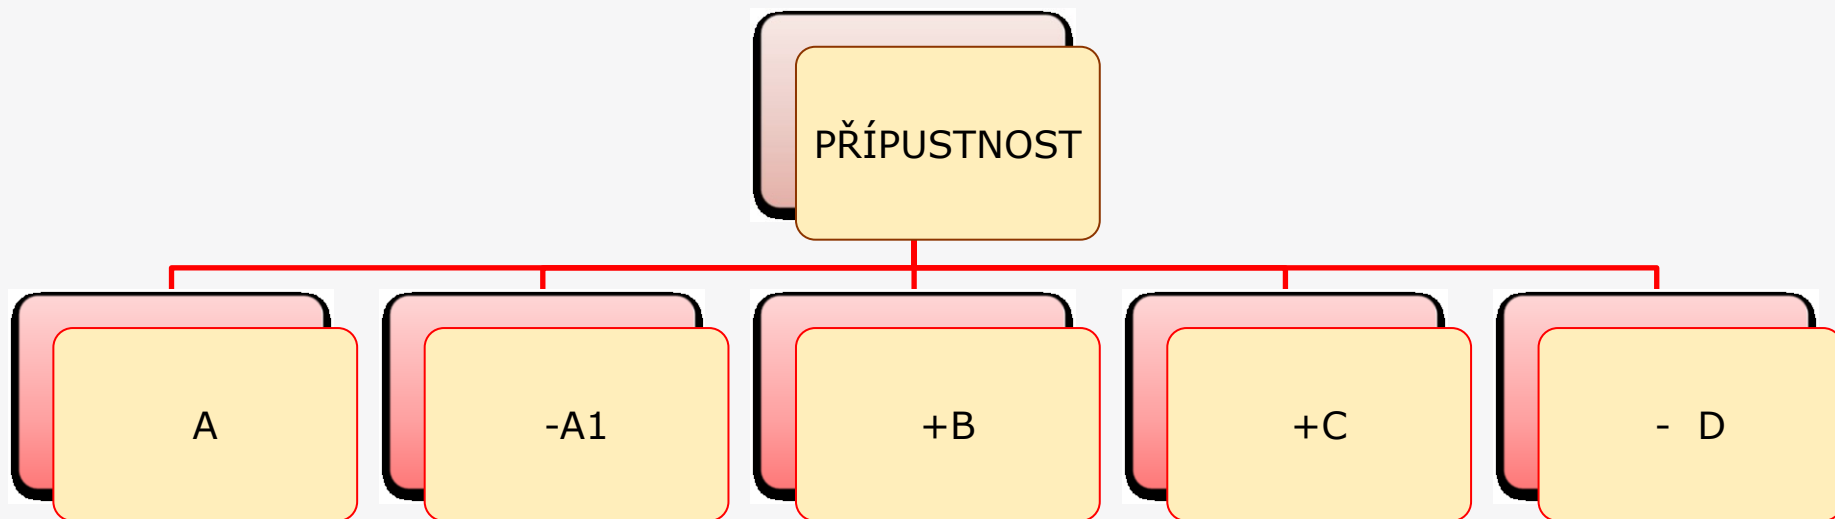 PŘÍPUSTNOST
A
-A1
+B
+C
- D